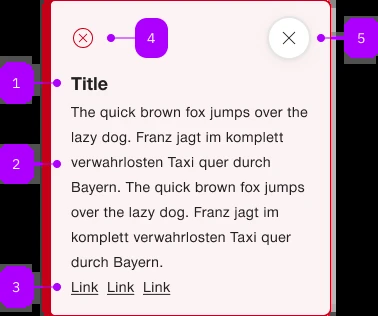 4
5
1 Title
The quick brown fox jumps over the
lazy dog. Franz jagt im komplett
2 verwahrlosten Taxi quer durch
Bayern. The quick brown fox jumps
over the lazy dog. Franz jagt im
komplett verwahrlosten Taxi quer
durch Bayern.
3 Link Link Link